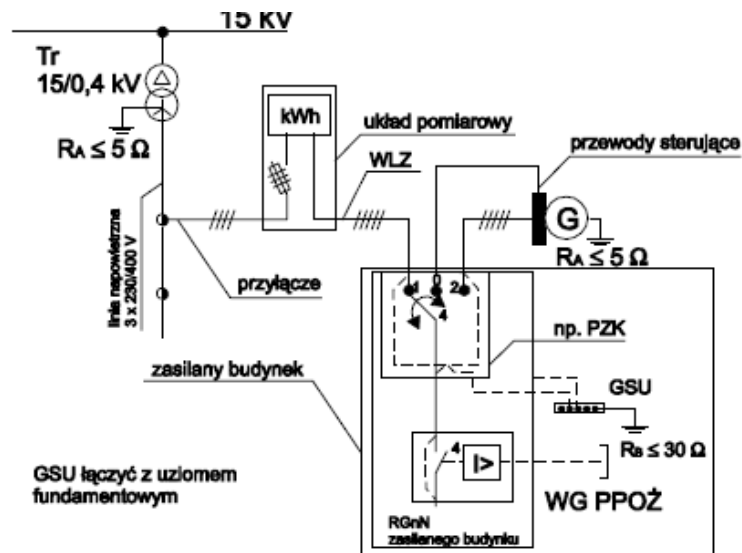 15 kV
Tr
15/0,4 kV
RA ≤ 5 Ω
kWh
układ pomiarowy
WLZ
przewody sterujące
G
RA ≤ 5 Ω
linia napowietrzna
3 x 230/400 V
przyłącze
1
0
2
4
np. PZK
zasilany budynek
GSU
RB ≤ 30 Ω
4
I>
WG PPOŻ
GSU łączyć z uziomem
fundamentowym
RGnN
zasilanego budynku